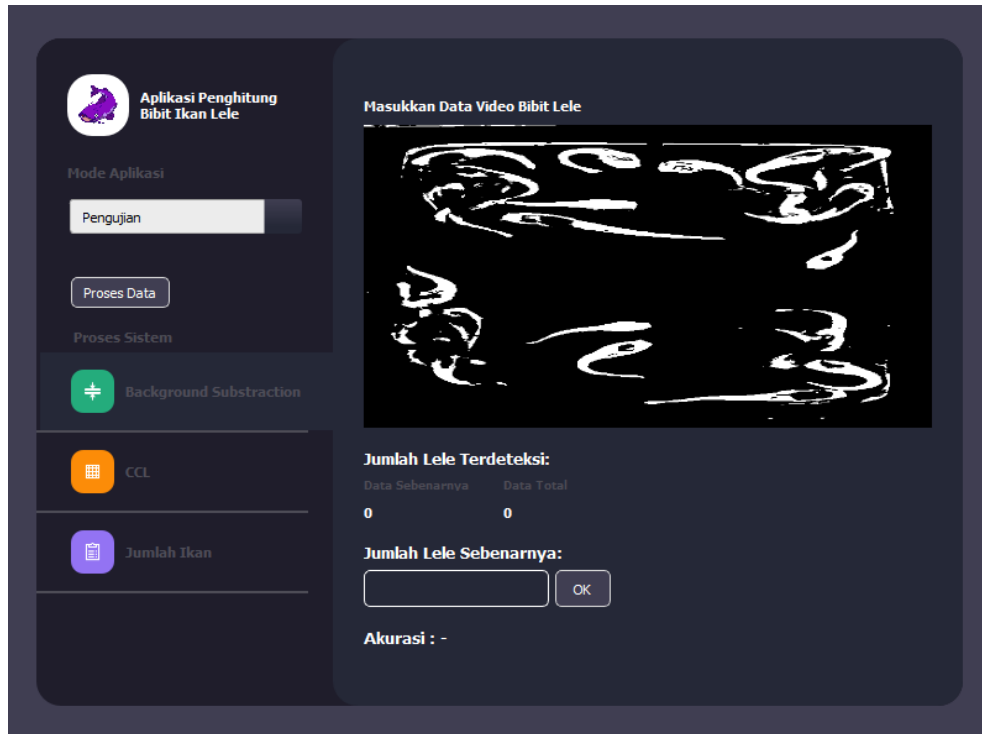 Aplikasi Penghitung
Bibit Ikan Lele
Mode Aplikasi
Pengujian
Proses Data
Proses Sistem
Background Substraction
CCL
Jumlah Ikan
Masukkan Data Video Bibit Lele
Jumlah Lele Terdeteksi:
Data Sebenarnya Data Total
0 0
Jumlah Lele Sebenarnya:
OK
Akurasi : -